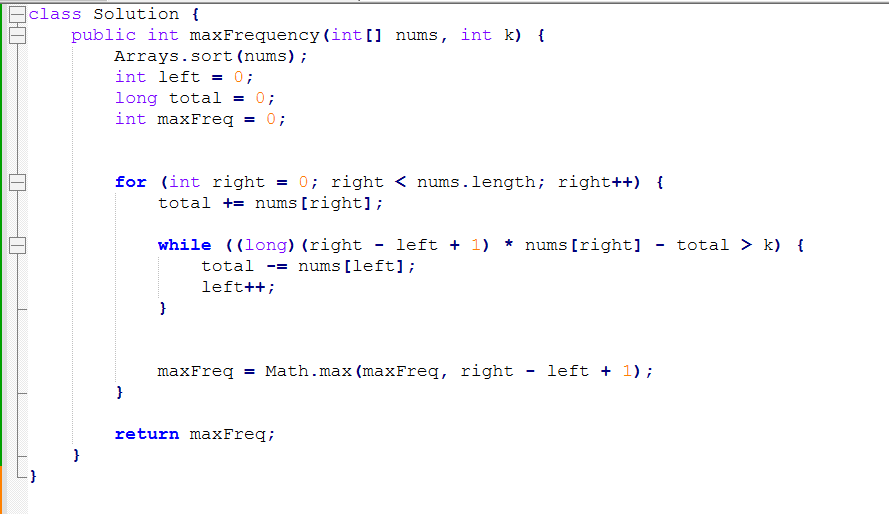 class Solution {
    public int maxFrequency(int[] nums, int k) {
        Arrays.sort(nums);
        int left = 0;
        long total = 0;
        int maxFreq = 0;
        for (int right = 0; right < nums.length; right++) {
            total += nums[right];
            while ((long)(right - left + 1) * nums[right] - total > k) {
                total -= nums[left];
                left++;
            }
            maxFreq = Math.max(maxFreq, right - left + 1);
        }
        return maxFreq;
    }
}